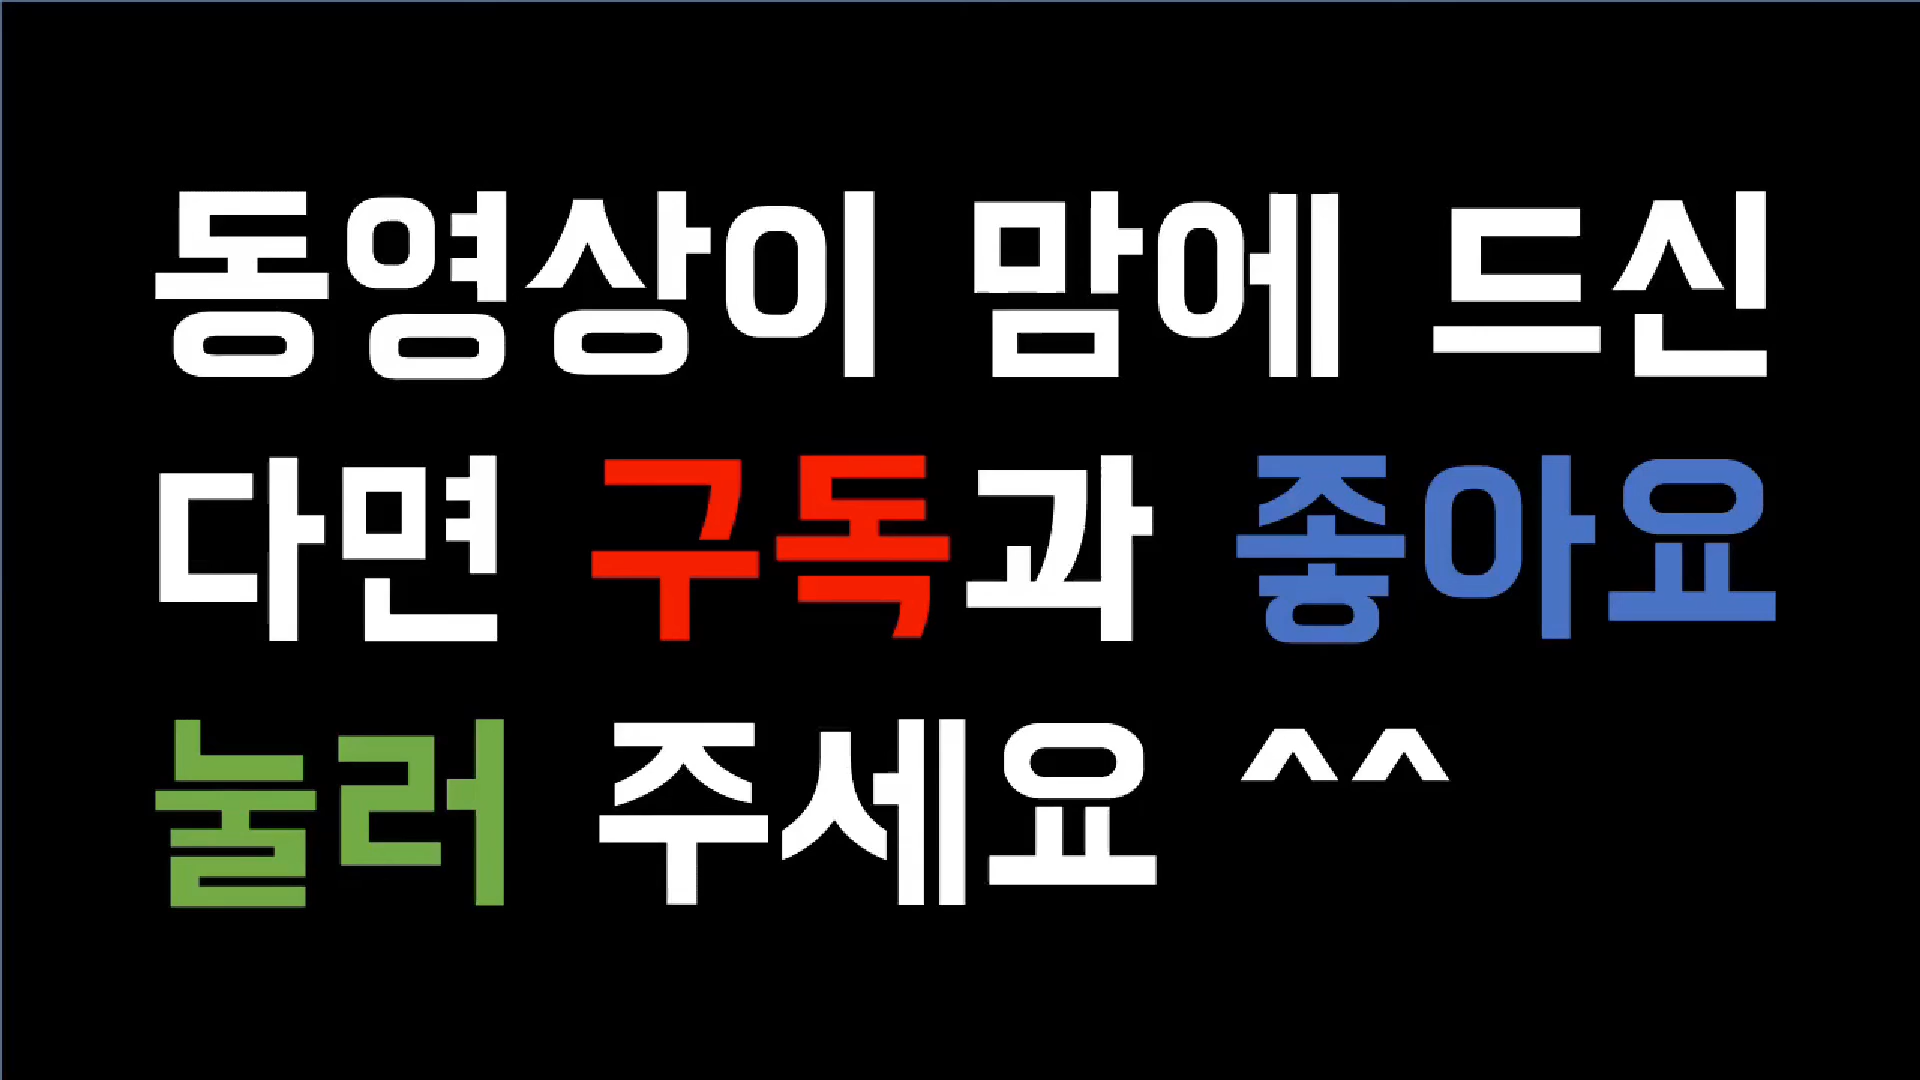 동영상이 맘에 드신
다면 구독과 좋아요
눌러 주세요 ^^